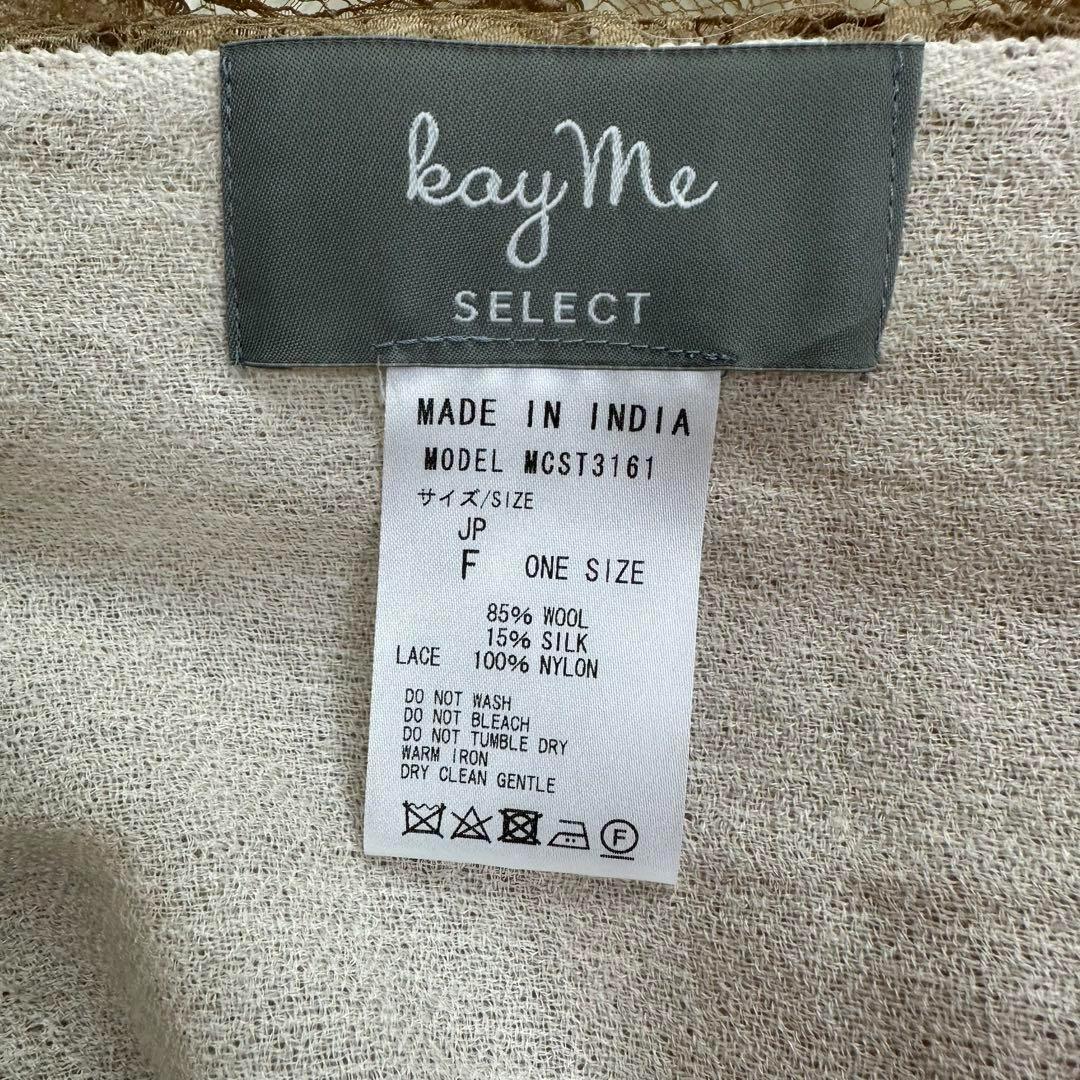 kay me
SELECT
MADE IN INDIA
MODEL MCST3161
サイズ/SIZE
JP
F ONE SIZE
85% WOOL
15% SILK
LACE 100% NYLON
DO NOT WASH
DO NOT BLEACH
DO NOT TUMBLE DRY
WARM IRON
DRY CLEAN GENTLE
F